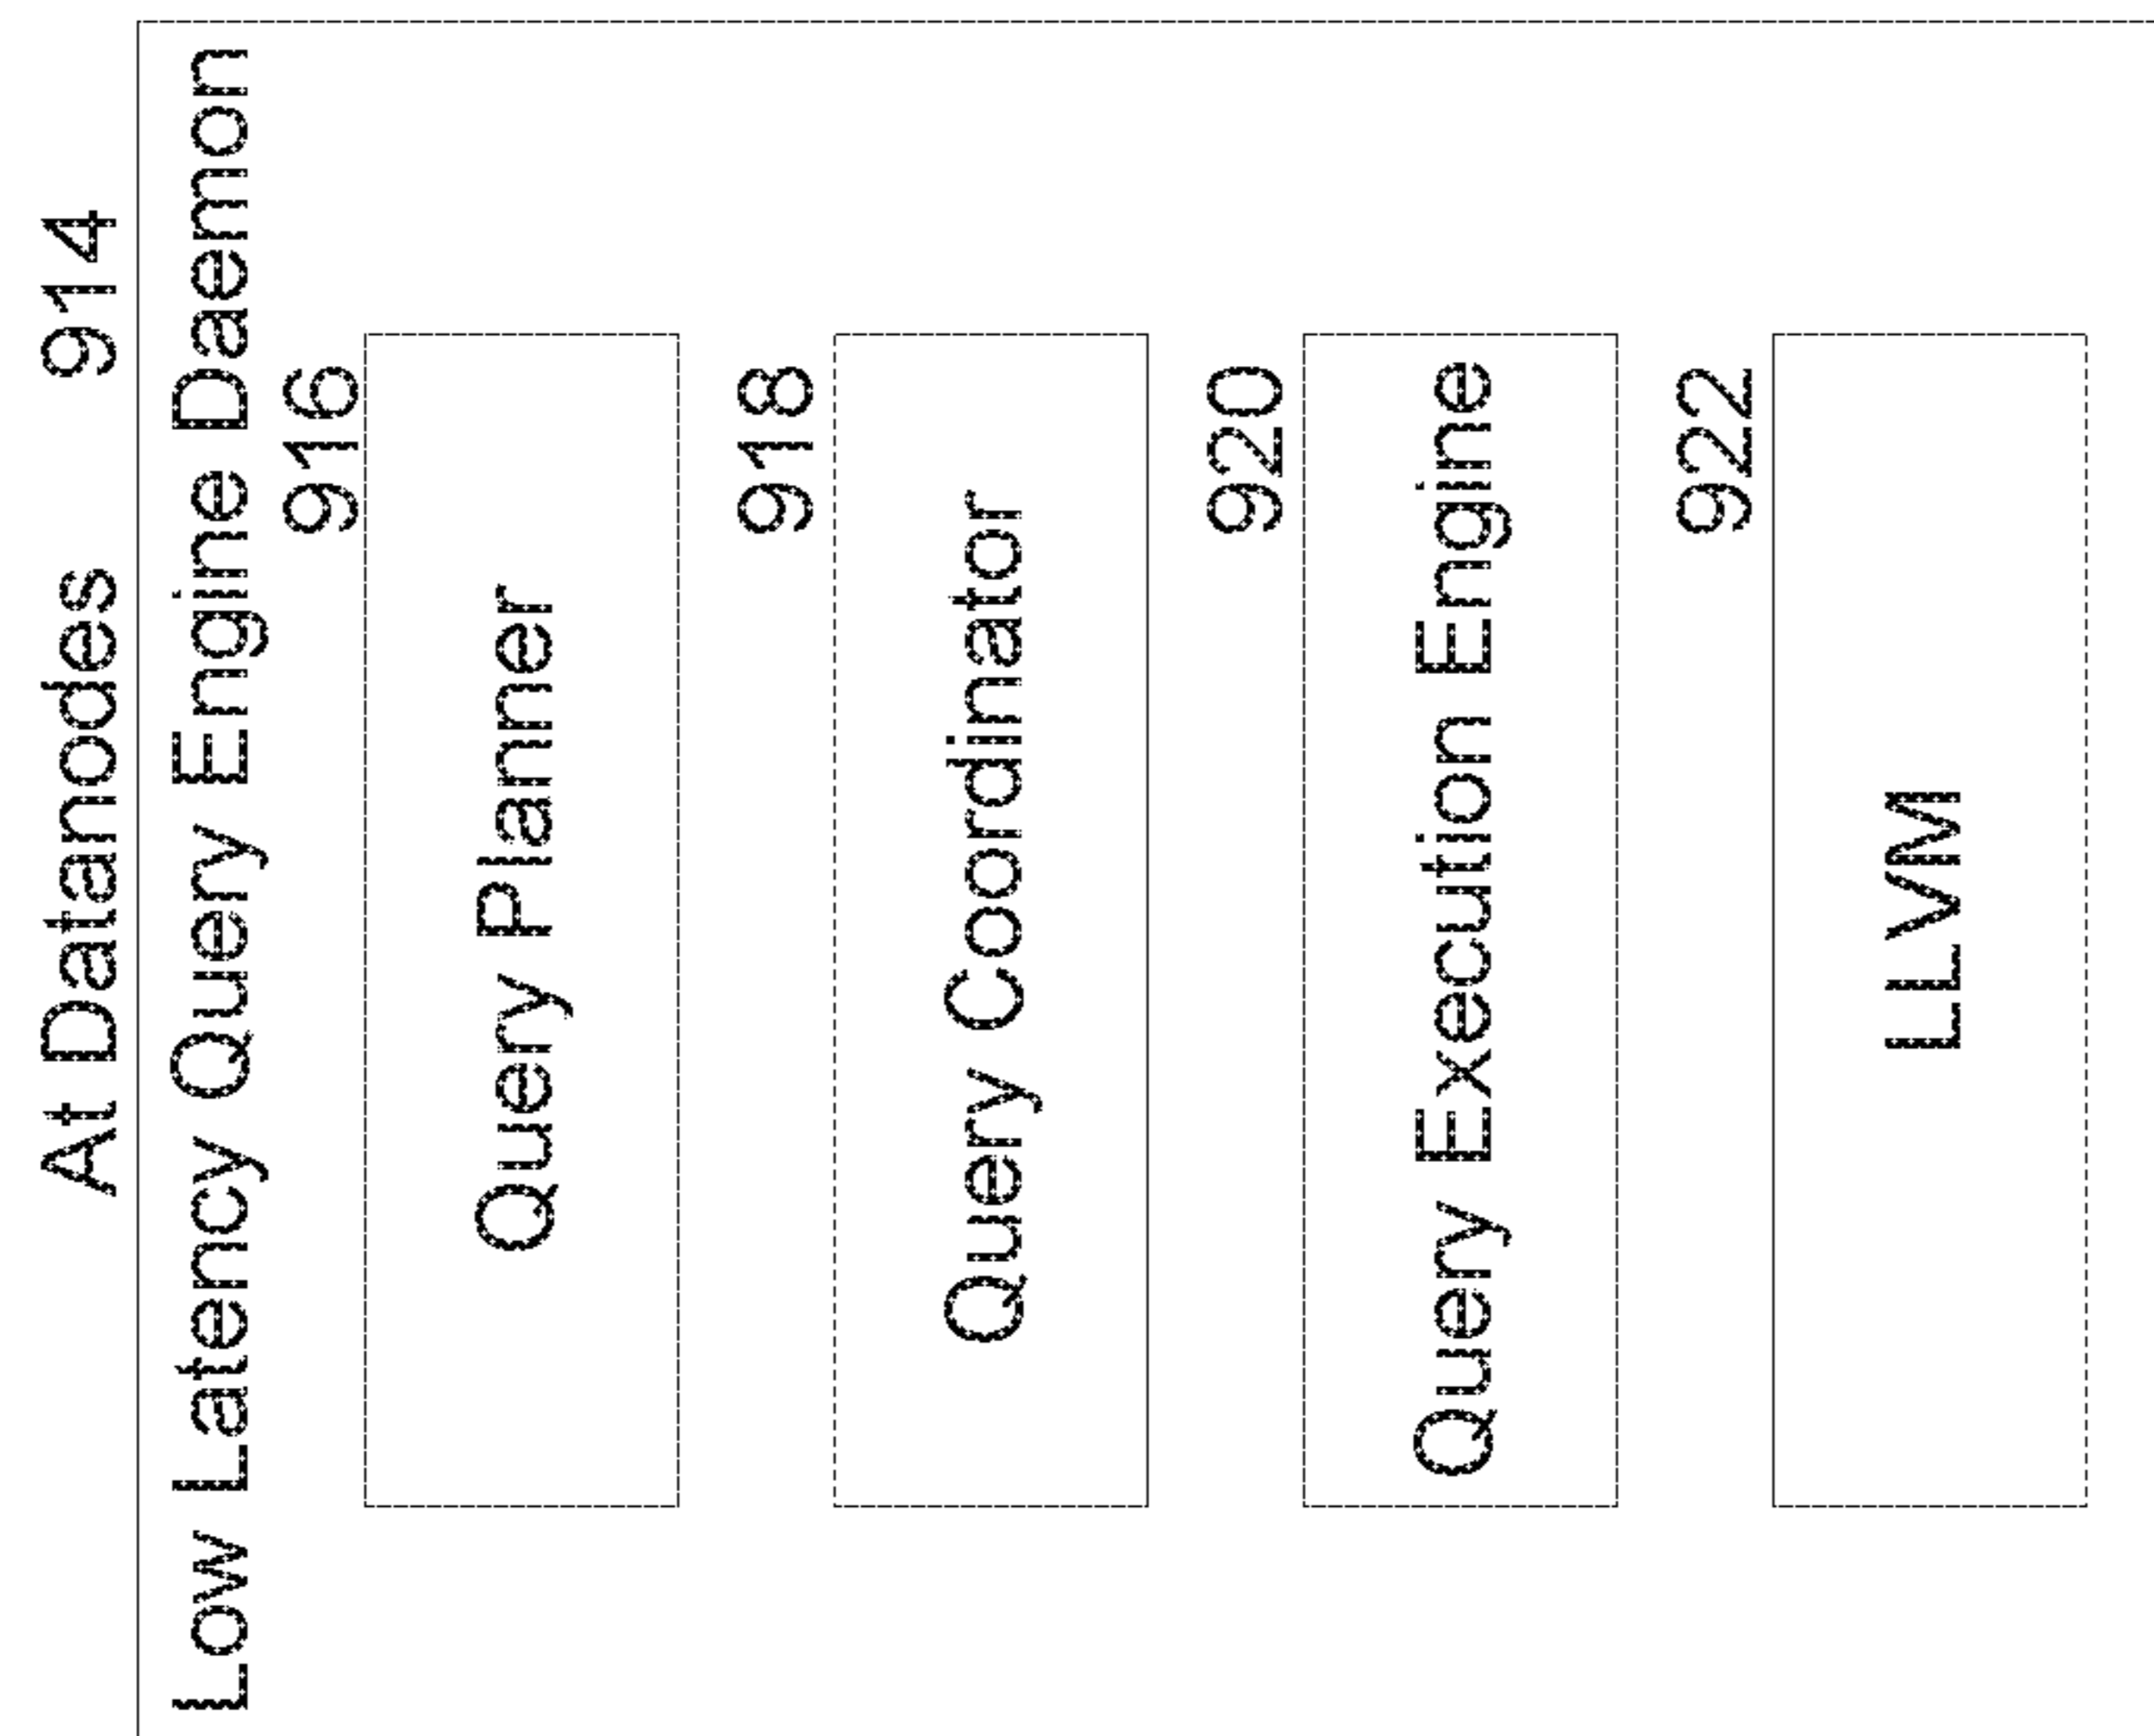 At Datanodes 914
Low Latency Query Engine Daemon
916
Query Planner
918
Query Coordinator
920
Query Execution Engine
922
LLVM